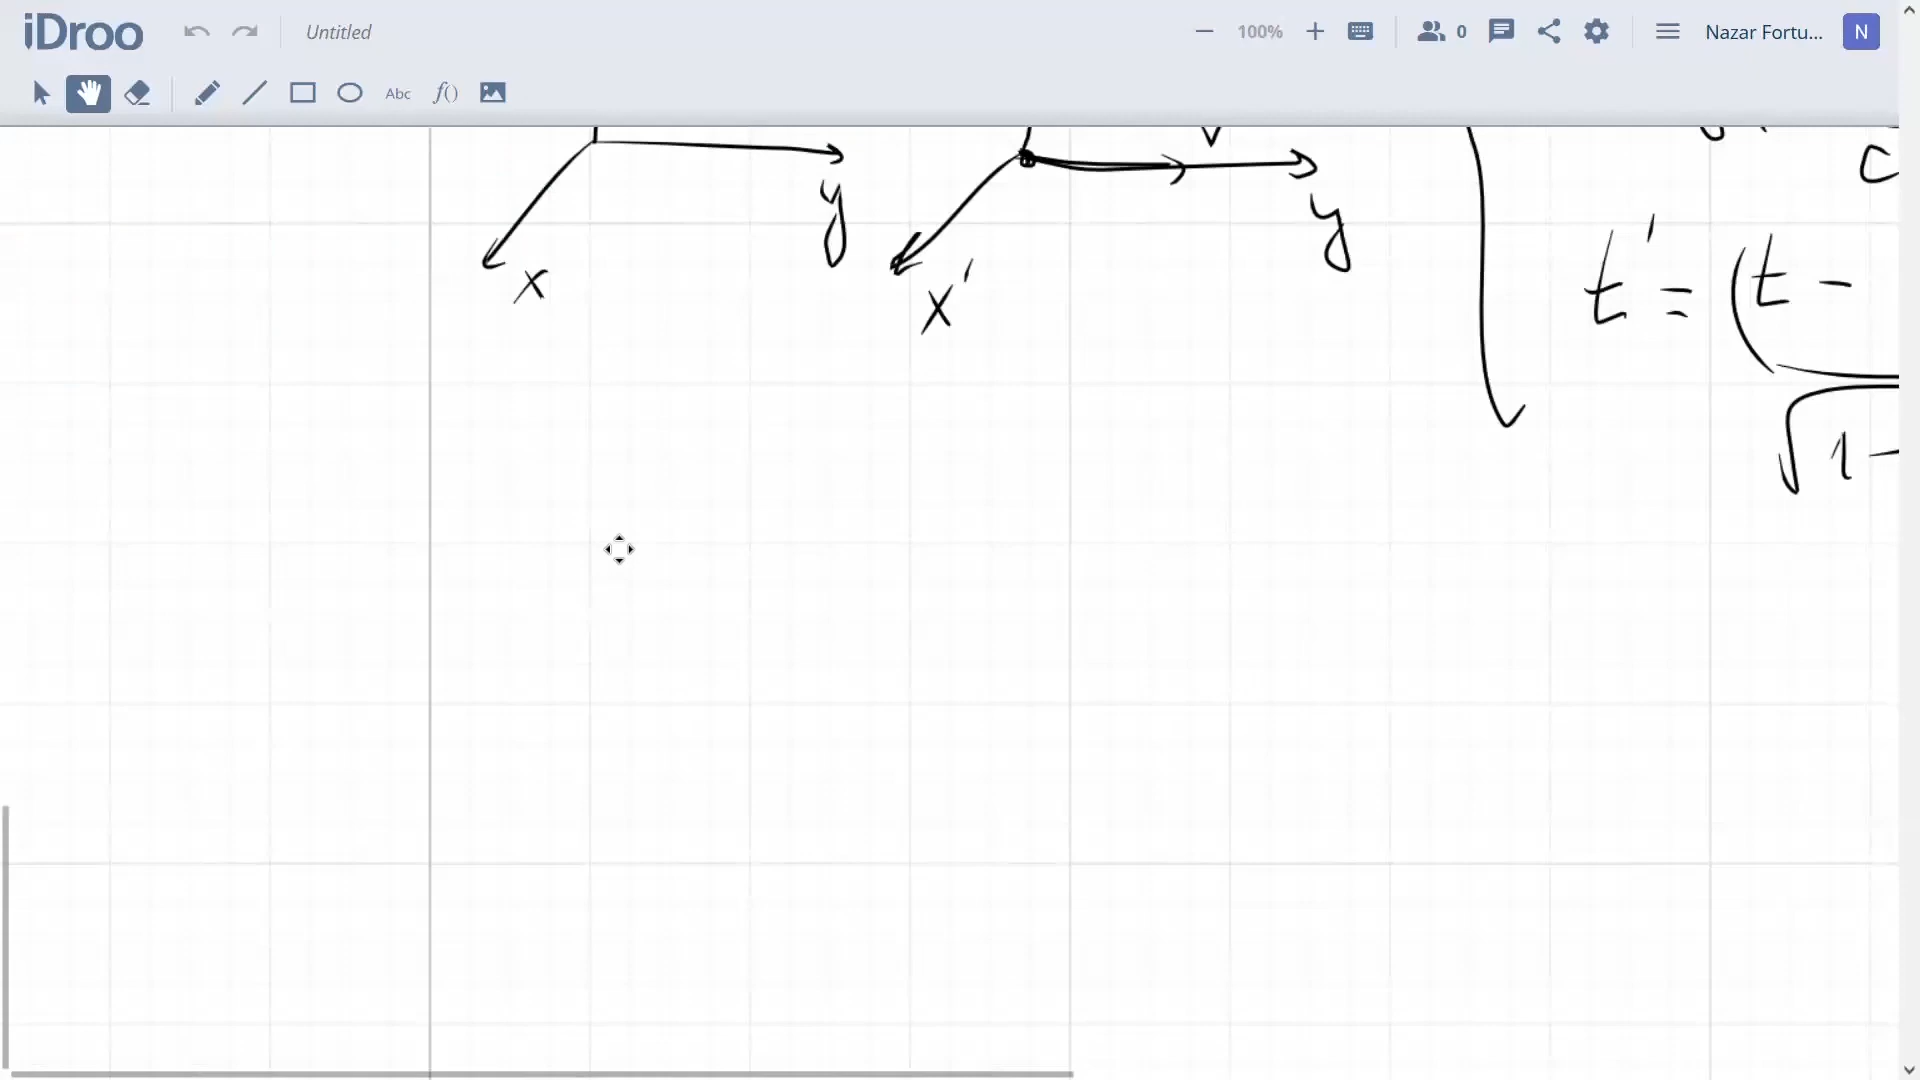 iDroo Untitled 100% 0 Nazar Fortu... N
Abc f()
y
y
x
x'
t' = (t -
√1-